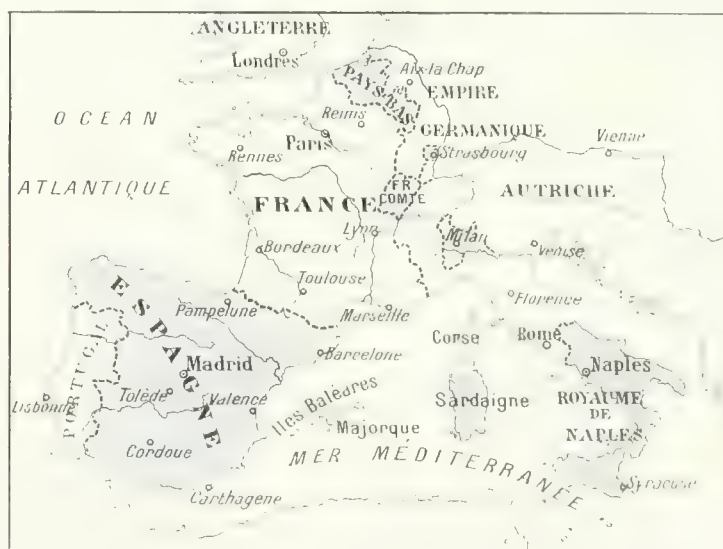 ANGLETERRE
Londres
PAYS-BAS
Aix-la Chap
EMPIRE
GERMANIQUE
OCEAN
ATLANTIQUE
Reims
Paris
Rennes
Strasbourg
Vienne
FRANCE
FR
COMTE
AUTRICHE
Lyon
Milan
Venise
Bordeaux
Toulouse
Marseille
Florence
Pampelune
ESPAGNE
PORTUGAL
Corse
Rome
Madrid
Barcelone
Naples
Lisbonne
Tolède
Valence
Iles Baléares
Majorque
Sardaigne
ROYAUME
DE
NAPLES
Cordoue
MER MÉDITERRANÉE
Carthagene
Syracuse